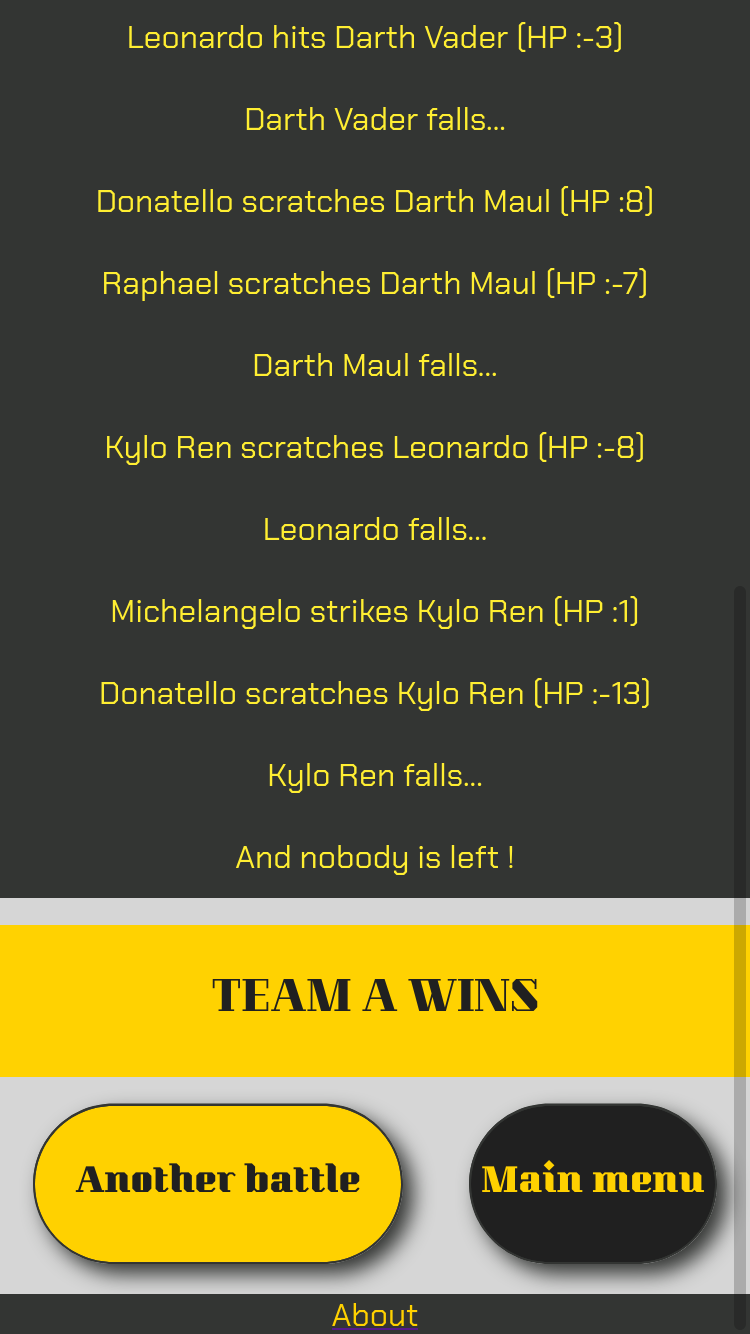 Leonardo hits Darth Vader (HP :-3)
Darth Vader falls...
Donatello scratches Darth Maul (HP :8)
Raphael scratches Darth Maul (HP :-7)
Darth Maul falls...
Kylo Ren scratches Leonardo (HP :-8)
Leonardo falls...
Michelangelo strikes Kylo Ren (HP :1)
Donatello scratches Kylo Ren (HP :-13)
Kylo Ren falls...
And nobody is left !
TEAM A WINS
Another battle Main menu
About